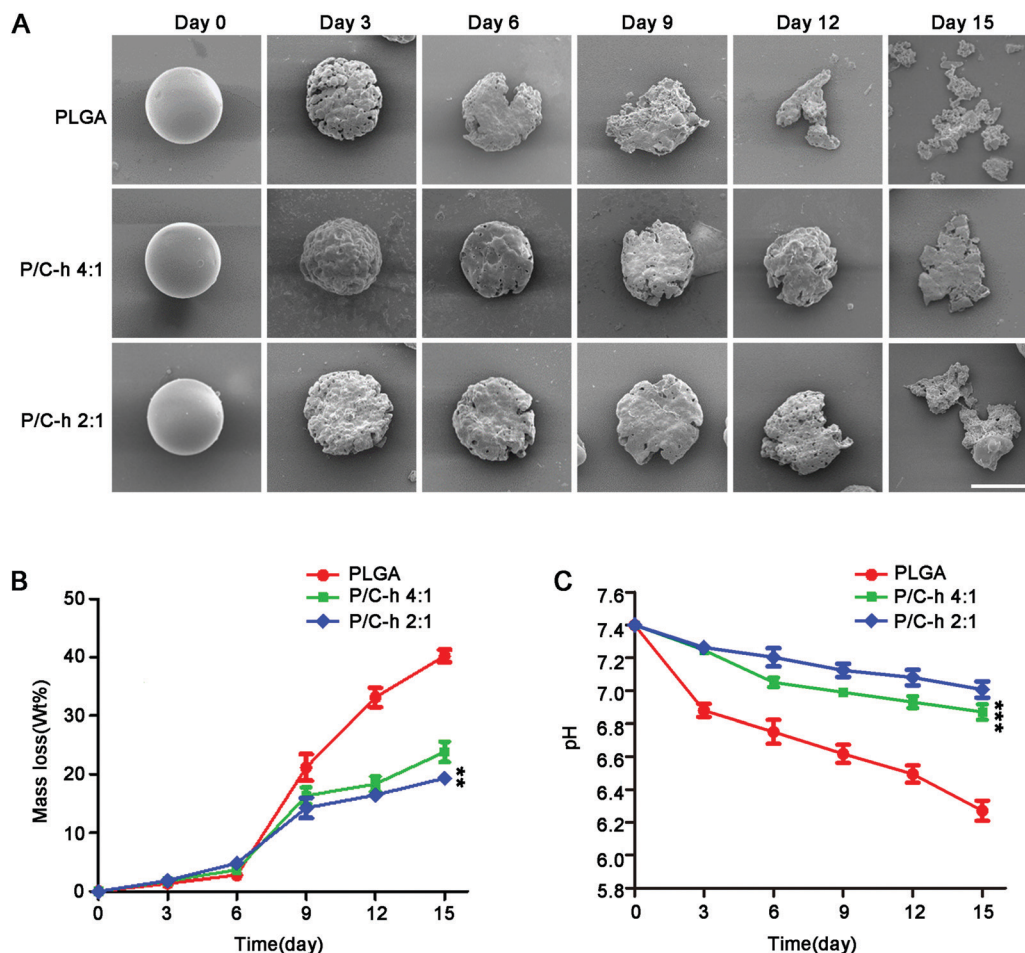 A
Day 0 Day 3 Day 6 Day 9 Day 12 Day 15
PLGA
P/C-h 4:1
P/C-h 2:1
B
PLGA
P/C-h 4:1
P/C-h 2:1
50
40
30
20
10
0
Mass loss(Wt%)
**
0 3 6 9 12 15
Time(day)
C
PLGA
P/C-h 4:1
P/C-h 2:1
7.6
7.4
7.2
7.0
6.8
6.6
6.4
6.2
6.0
5.8
pH
***
0 3 6 9 12 15
Time(day)